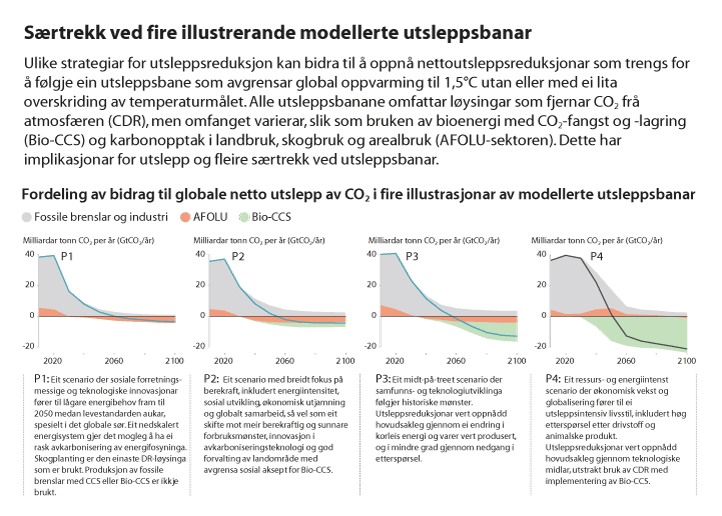 Særtrekk ved fire illustrerande modellerte utsleppsbanar
Ulike strategiar for utsleppsreduksjon kan bidra til å oppnå nettoutsleppsreduksjonar som trengs for
å følgje ein utsleppsbane som avgrensar global oppvarming til 1,5°C utan eller med ei lita
overskriding av temperaturmålet. Alle utsleppsbanane omfattar løysingar som fjernar CO₂ frå
atmosfæren (CDR), men omfanget varierar, slik som bruken av bioenergi med CO₂-fangst og -lagring
(Bio-CCS) og karbonopptak i landbruk, skogbruk og arealbruk (AFOLU-sektoren). Dette har
implikasjonar for utslepp og fleire særtrekk ved utsleppsbanar.
Fordeling av bidrag til globale netto utslepp av CO₂ i fire illustrasjonar av modellerte utsleppsbanar
Fossile brenslar og industri AFOLU Bio-CCS
Milliardar tonn CO₂ per år (GtCO₂/år)
40
P1
20
0
-20
2020 2060 2100
Milliardar tonn CO₂ per år (GtCO₂/år)
40
P2
20
0
-20
2020 2060 2100
Milliardar tonn CO₂ per år (GtCO₂/år)
40
P3
20
0
-20
2020 2060 2100
Milliardar tonn CO₂ per år (GtCO₂/år)
40
P4
20
0
-20
2020 2060 2100
P1: Eit scenario der sosiale forretnings-
messige og teknologiske innovasjonar
fører til lågare energibehov fram til
2050 medan levestandarden aukar,
spesielt i det globale sør. Eit nedskalert
energisystem gjer det mogleg å ha ei
rask avkarbonisering av energifosyninga.
Skogplanting er den einaste DR-løysinga
som er brukt. Produksjon av fossile
brenslar med CCS eller Bio-CCS er ikkje
brukt.
P2: Eit scenario med breidt fokus på
berekraft, inkludert energiintensitet,
sosial utvikling, økonomisk utjamning
og globalt samarbeid, så vel som eit
skifte mot meir berekraftig og sunnare
forbruksmønster, innovasjon i
avkarboniseringsteknologi og god
forvalting av landområde med
avgrensa sosial aksept for Bio-CCS.
P3: Eit midt-på-treet scenario der
samfunns- og teknologiutviklinga
følgjer historiske mønster.
Utsleppsreduksjonar vert oppnådd
hovudsakleg gjennom ei endring i
korleis energi og varer vert produsert,
og i mindre grad gjennom nedgang i
etterspørsel.
P4: Eit ressurs- og energiintenst
scenario der økonomisk vekst og
globalisering fører til ei
utleppsintensiv livsstil, inkludert høg
etterspørsel etter drivstoff og
animalske produkt.
Utsleppsreduksjonar vert oppnådd
hovudsakleg gjennom teknologiske
midlar, utstrakt bruk av CDR med
implementering av Bio-CCS.